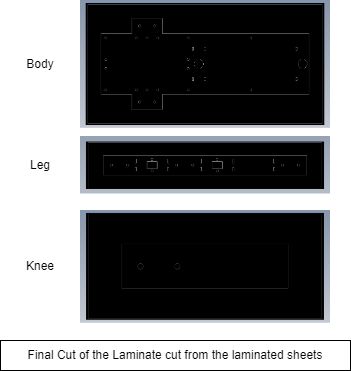 Body
Leg
Knee
Final Cut of the Laminate cut from the laminated sheets